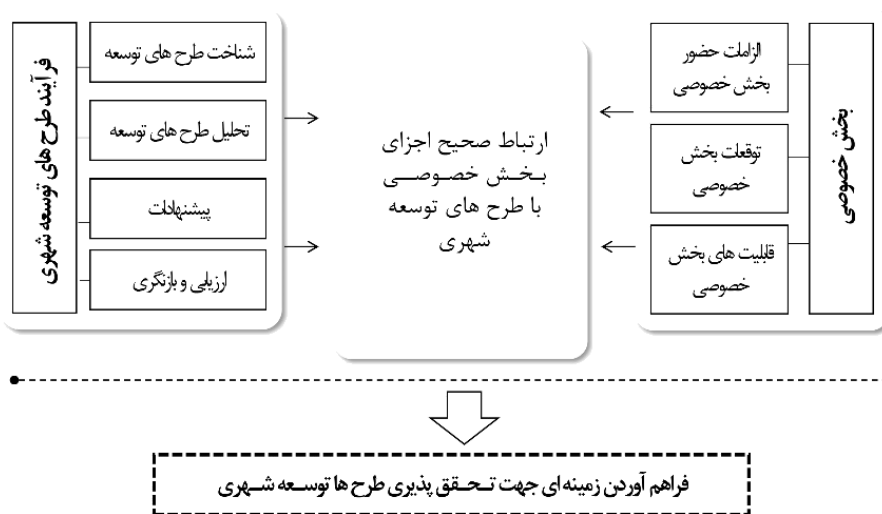 بخش خصوصی
الزامات حضور
بخش خصوصی
توقعات بخش
خصوصی
قابلیت های بخش
خصوصی
ارتباط صحیح اجزای
بخش خصوصی
با طرح های توسعه
شهری
فرآیند طرح های توسعه شهری
شناخت طرح های توسعه
تحلیل طرح های توسعه
پیشنهادات
ارزیابی و بازنگری
فراهم آوردن زمینه ای جهت تحقق پذیری طرح ها توسعه شهری